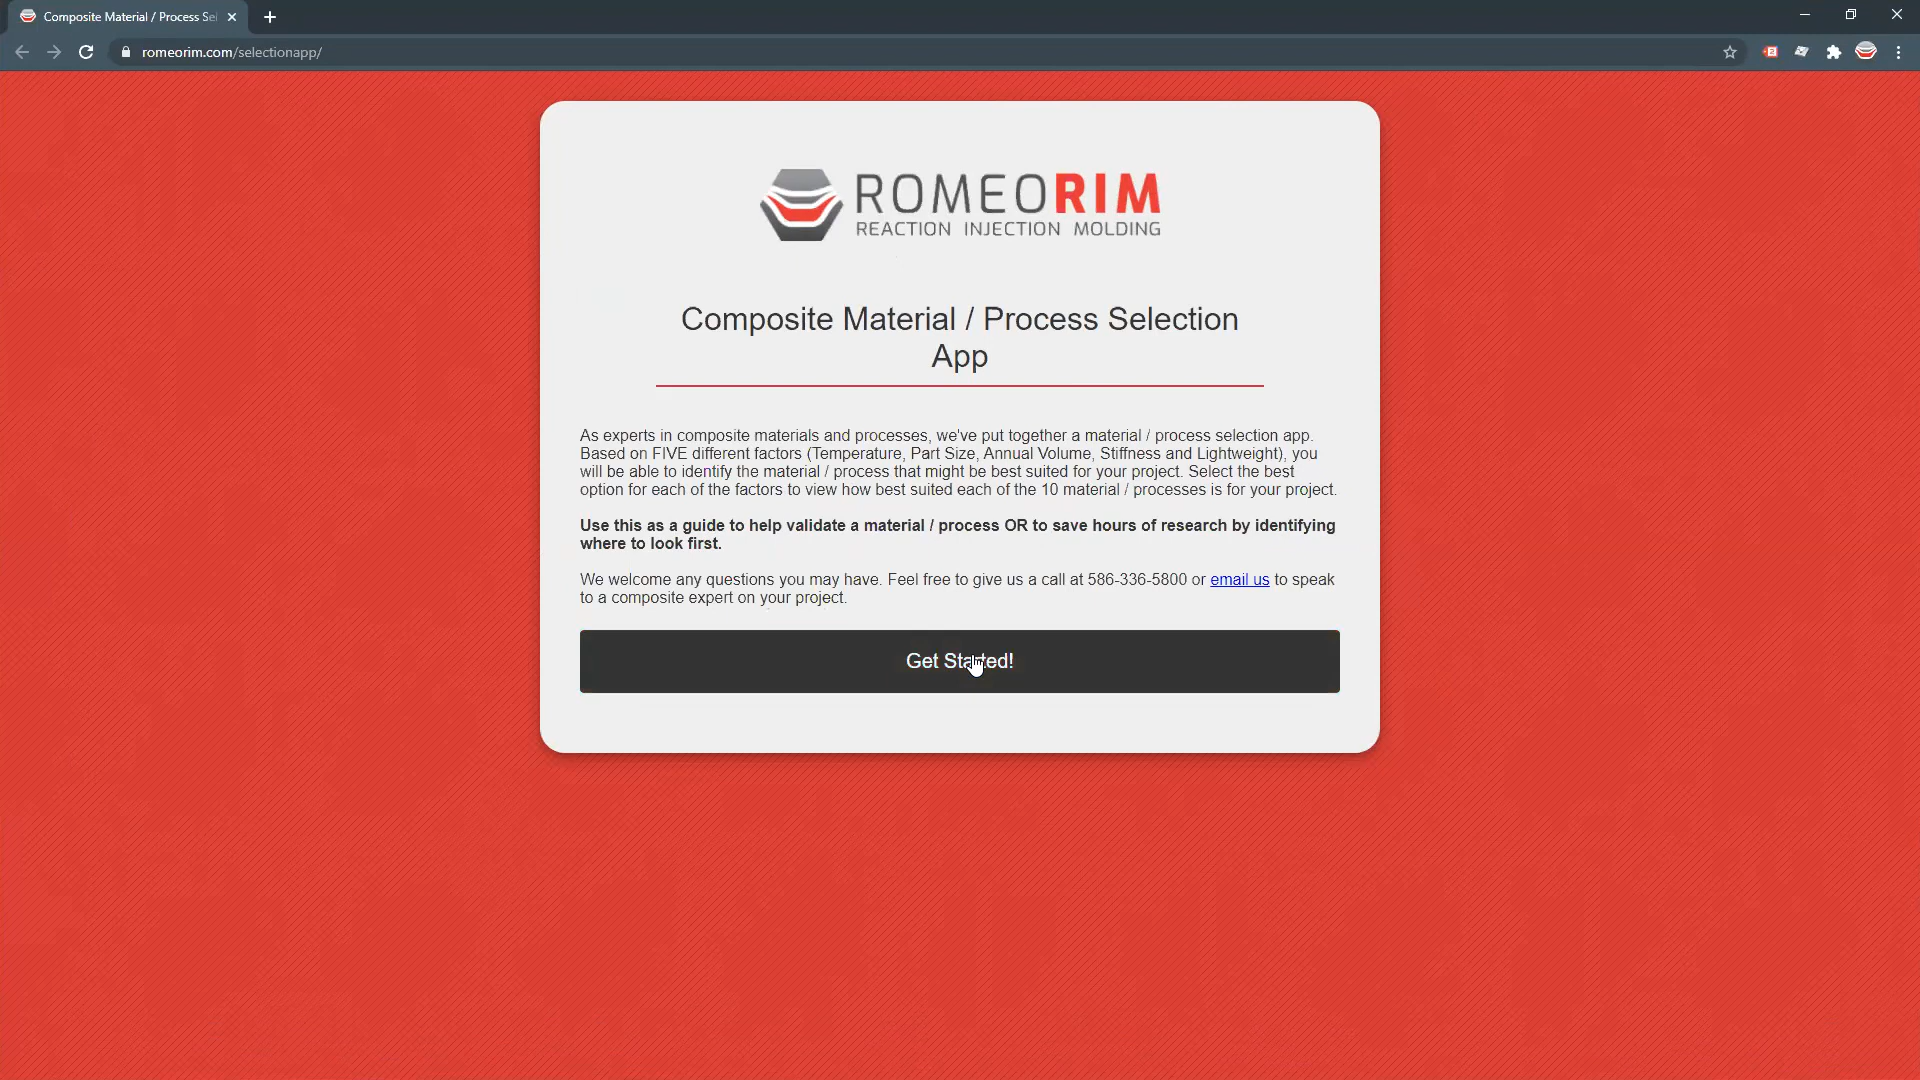 Composite Material / Process Se
romeorim.com/selectionapp/
ROMEORIM
REACTION INJECTION MOLDING
Composite Material / Process Selection
App
As experts in composite materials and processes, we've put together a material / process selection app.
Based on FIVE different factors (Temperature, Part Size, Annual Volume, Stiffness and Lightweight), you
will be able to identify the material / process that might be best suited for your project. Select the best
option for each of the factors to view how best suited each of the 10 material / processes is for your project.
Use this as a guide to help validate a material / process OR to save hours of research by identifying
where to look first.
We welcome any questions you may have. Feel free to give us a call at 586-336-5800 or email us to speak
to a composite expert on your project.
Get Started!